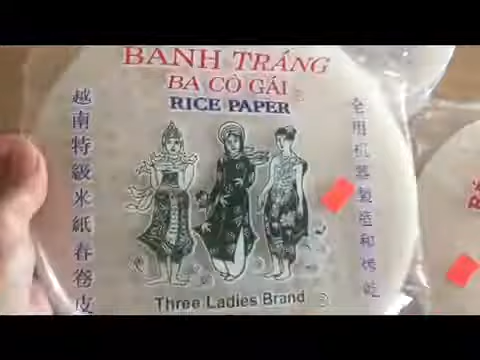 BANH TRÁNG
BA CÒ GÁI
RICE PAPER
越南特級米紙春卷皮
全用机器製造和烤乾
Three Ladies Brand